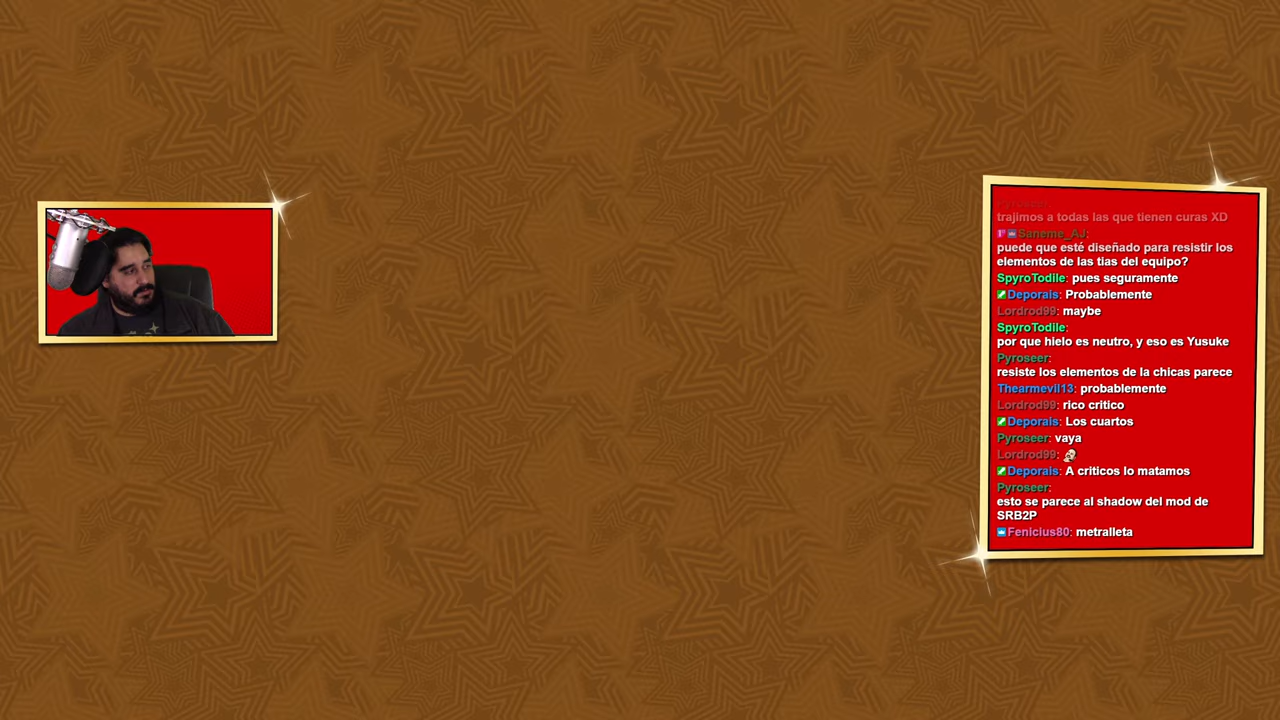 Pyroseer:
trajimos a todas las que tienen curas XD
Saneme_AJ:
puede que esté diseñado para resistir los
elementos de las tias del equipo?
SpyroTodile: pues seguramente
Deporais: Probablemente
Lordrod99: maybe
SpyroTodile:
por que hielo es neutro, y eso es Yusuke
Pyroseer:
resiste los elementos de la chicas parece
Thearmevil13: probablemente
Lordrod99: rico critico
Deporais: Los cuartos
Pyroseer: vaya
Lordrod99:
Deporais: A criticos lo matamos
Pyroseer:
esto se parece al shadow del mod de
SRB2P
Fenicius80: metralleta